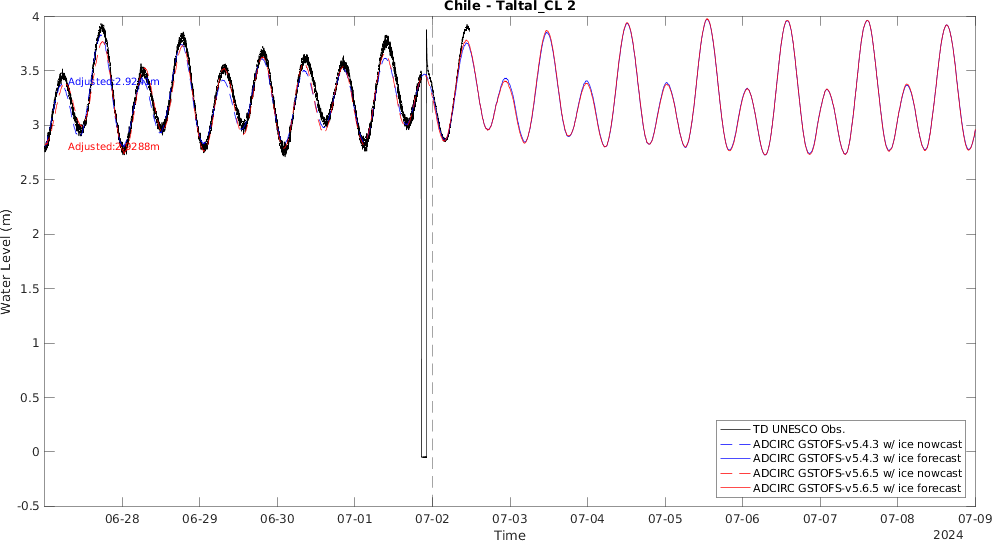 Chile - Taltal_CL 2
4
3.5
3
2.5
2
1.5
1
0.5
0
-0.5
Water Level (m)
Adjusted:2.9288m
TD UNESCO Obs.
ADCIRC GSTOFS-v5.4.3 w/ ice nowcast
ADCIRC GSTOFS-v5.4.3 w/ ice forecast
ADCIRC GSTOFS-v5.6.5 w/ ice nowcast
ADCIRC GSTOFS-v5.6.5 w/ ice forecast
06-28 06-29 06-30 07-01 07-02 07-03 07-04 07-05 07-06 07-07 07-08 07-09
Time
2024